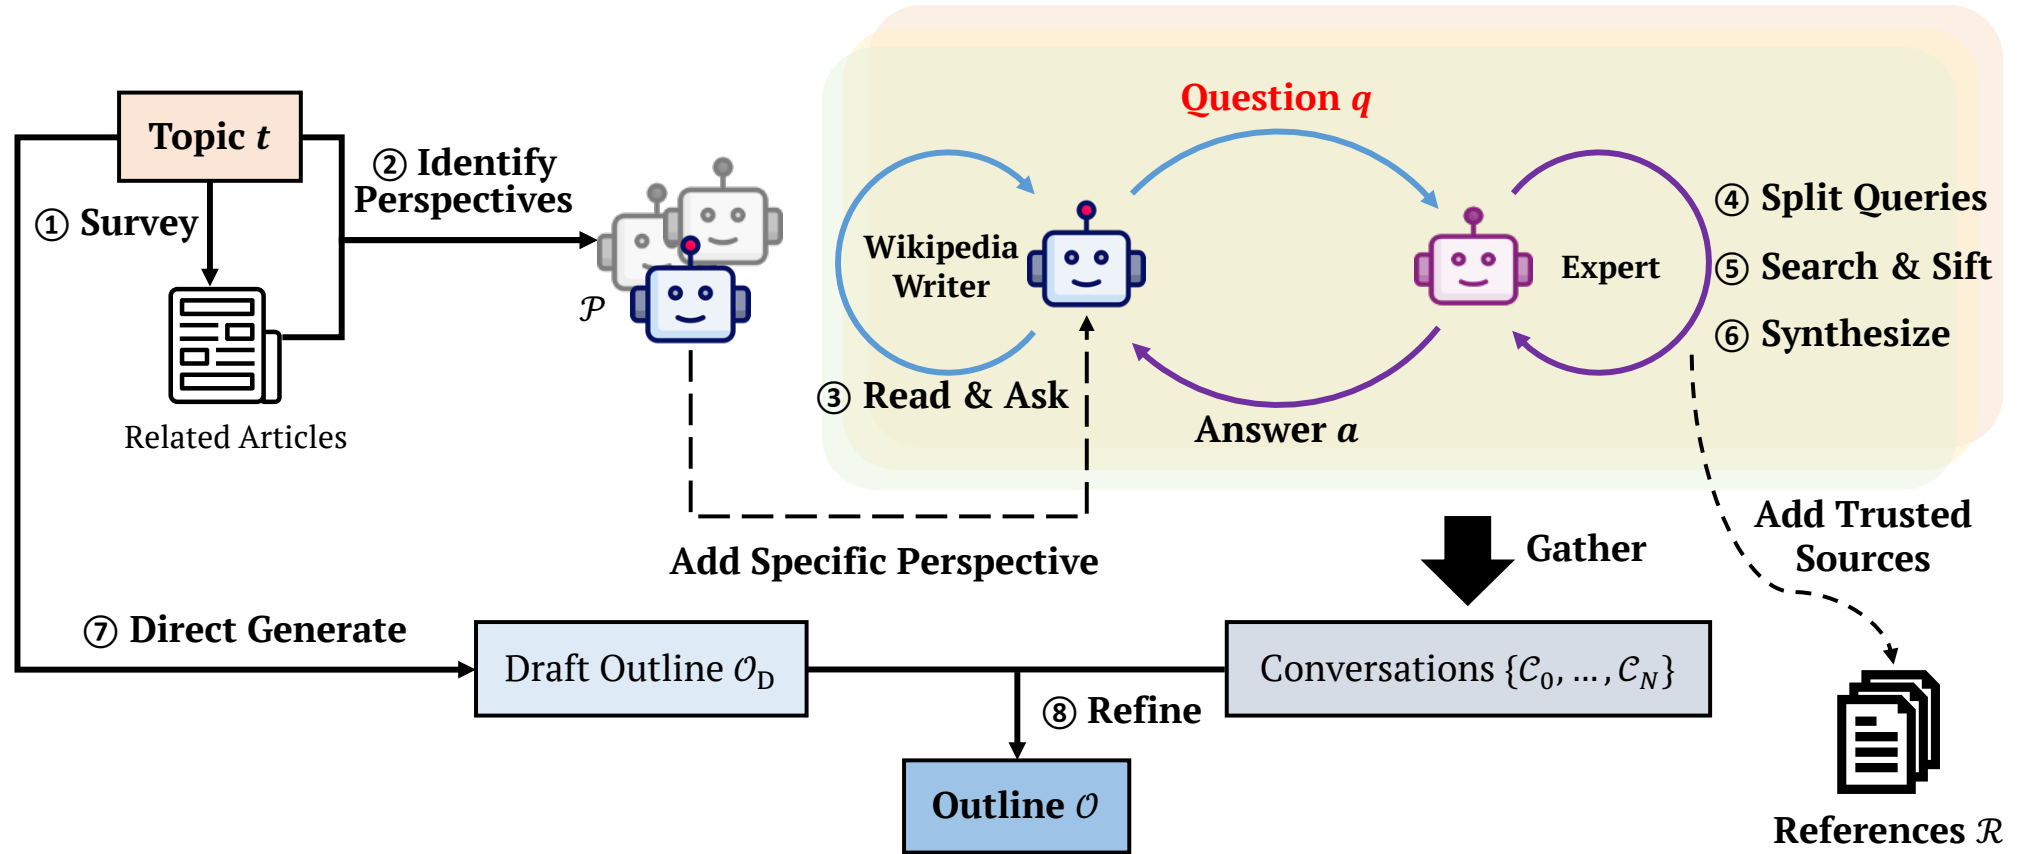 Topic t
① Survey
Related Articles
② Identify
Perspectives
𝒫
Add Specific Perspective
Question q
Wikipedia
Writer
③ Read & Ask
Answer a
Expert
④ Split Queries
⑤ Search & Sift
⑥ Synthesize
Add Trusted
Sources
References ℛ
Gather
⑦ Direct Generate
Draft Outline 𝒪D
Conversations {𝒞0, … , 𝒞N}
⑧ Refine
Outline 𝒪